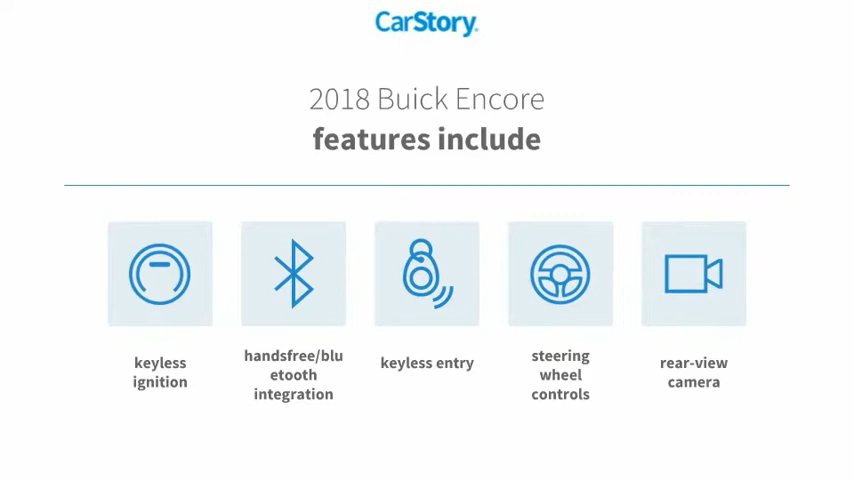 CarStory
2018 Buick Encore
features include
keyless
ignition
handsfree/blu
etooth
integration
keyless entry
steering
wheel
controls
rear-view
camera